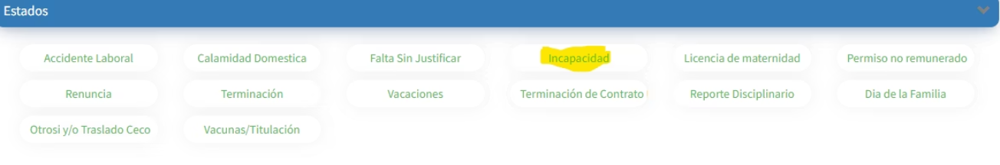 Estados
Accidente Laboral
Calamidad Domestica
Falta Sin Justificar
Incapacidad
Licencia de maternidad
Permiso no remunerado
Renuncia
Terminación
Vacaciones
Terminación de Contrato
Reporte Disciplinario
Dia de la Familia
Otrosi y/o Traslado Ceco
Vacunas/Titulación